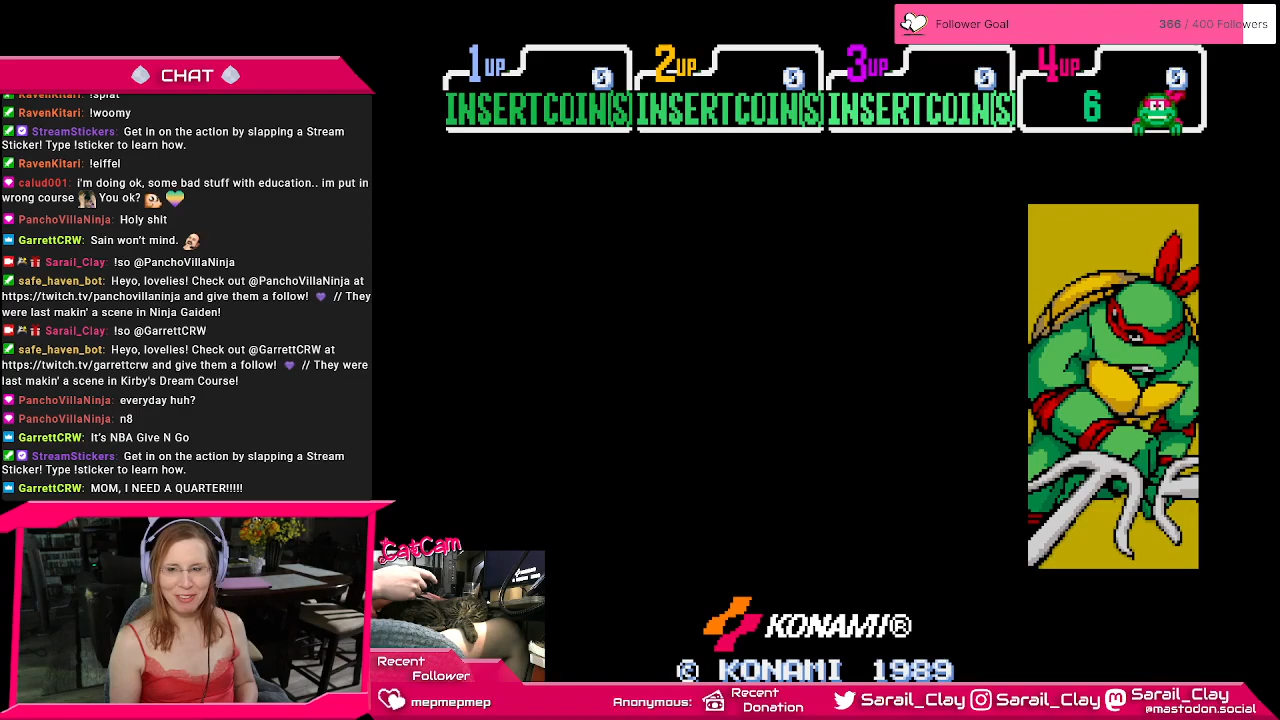 Follower Goal 366 / 400 Followers
1UP 2UP 3UP 4UP
0 0 0 0
INSERTCOIN(S) INSERTCOIN(S) INSERTCOIN(S) 6
CHAT
RavenKitari: !splat
RavenKitari: !woomy
StreamStickers: Get in on the action by slapping a Stream
Sticker! Type !sticker to learn how.
RavenKitari: !eiffel
calud001: i'm doing ok, some bad stuff with education.. im put in
wrong course You ok?
PanchoVillaNinja: Holy shIt
GarrettCRW: Sain won't mind.
Sarail_Clay: !so @PanchoVillaNinja
safe_haven_bot: Heyo, lovelies! Check out @PanchoVillaNinja at
https://twitch.tv/panchovillaninja and give them a follow! 💜 // They
were last makin' a scene in Ninja Gaiden!
Sarail_Clay: !so @GarrettCRW
safe_haven_bot: Heyo, lovelies! Check out @GarrettCRW at
https://twitch.tv/garrettcrw and give them a follow! 💜 // They were
last makin' a scene in Kirby's Dream Course!
PanchoVillaNinja: everyday huh?
PanchoVillaNinja: n8
GarrettCRW: It's NBA Give N Go
StreamStickers: Get in on the action by slapping a Stream
Sticker! Type !sticker to learn how.
GarrettCRW: MOM, I NEED A QUARTER!!!!!
CatCam
KONAMI®
© KONAMI 1989
Recent
Follower
mepmepmep
Anonymous:
Recent
Donation
Sarail_Clay
Sarail_Clay
Sarail_Clay
@mastodon.social